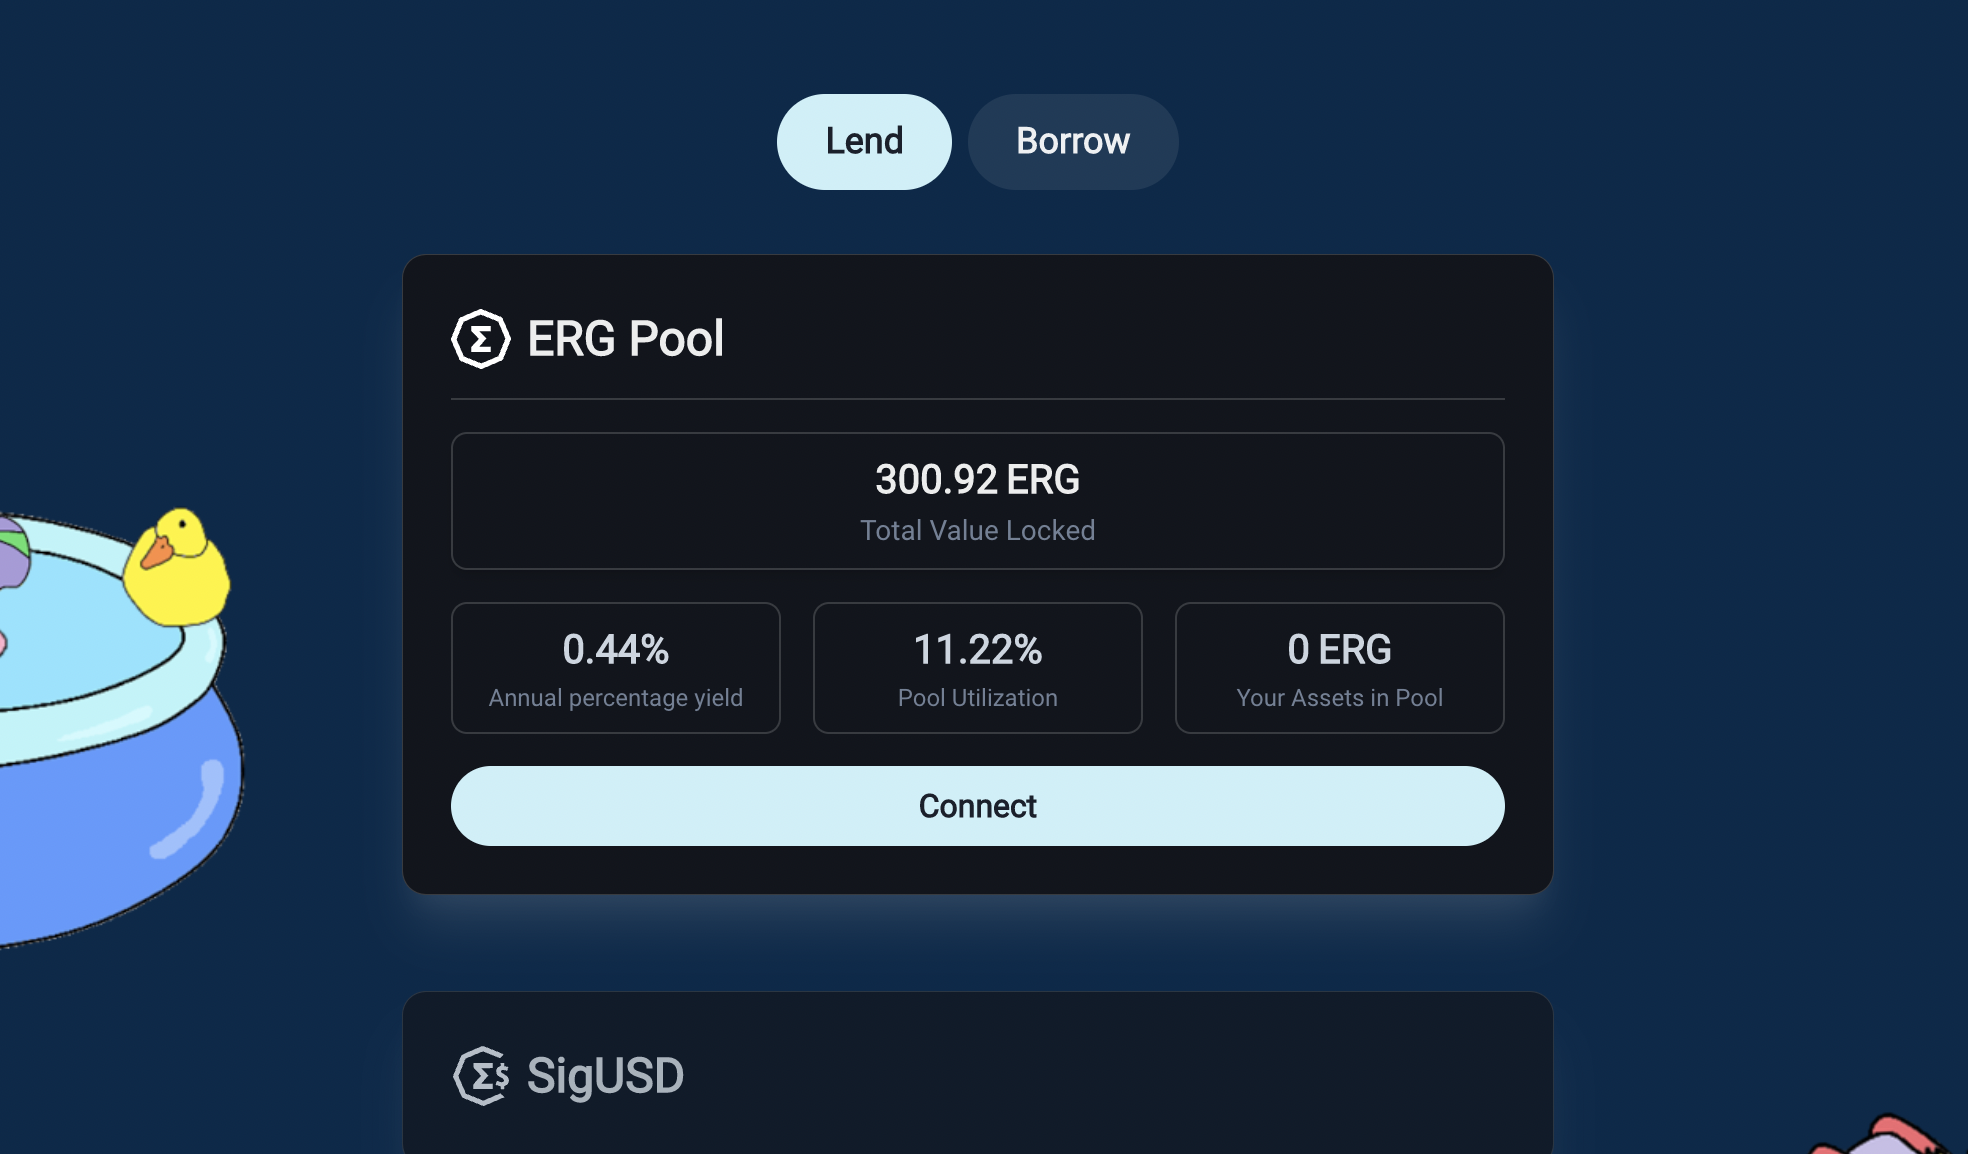 Lend
Borrow
ERG Pool
300.92 ERG
Total Value Locked
0.44%
Annual percentage yield
11.22%
Pool Utilization
0 ERG
Your Assets in Pool
Connect
SigUSD